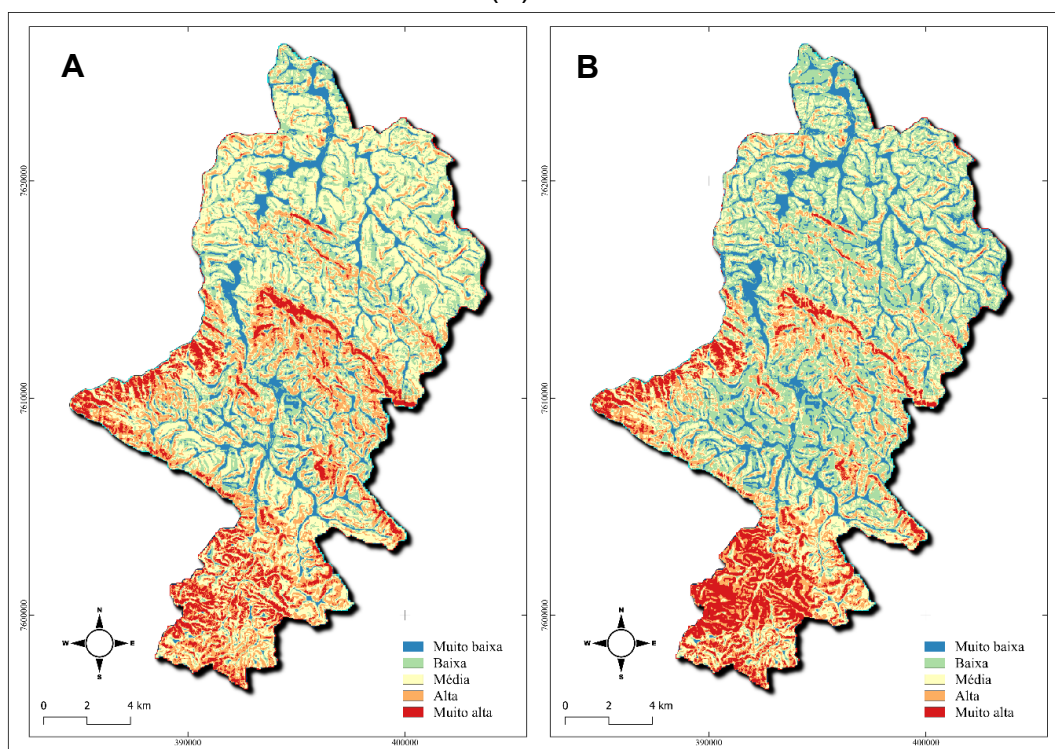 A
7620000
7610000
7600000
N
W E
S
0 2 4 km
Muito baixa
Baixa
Média
Alta
Muito alta
390000 400000
B
7620000
7610000
7600000
N
W E
S
0 2 4 km
Muito baixa
Baixa
Média
Alta
Muito alta
390000 400000